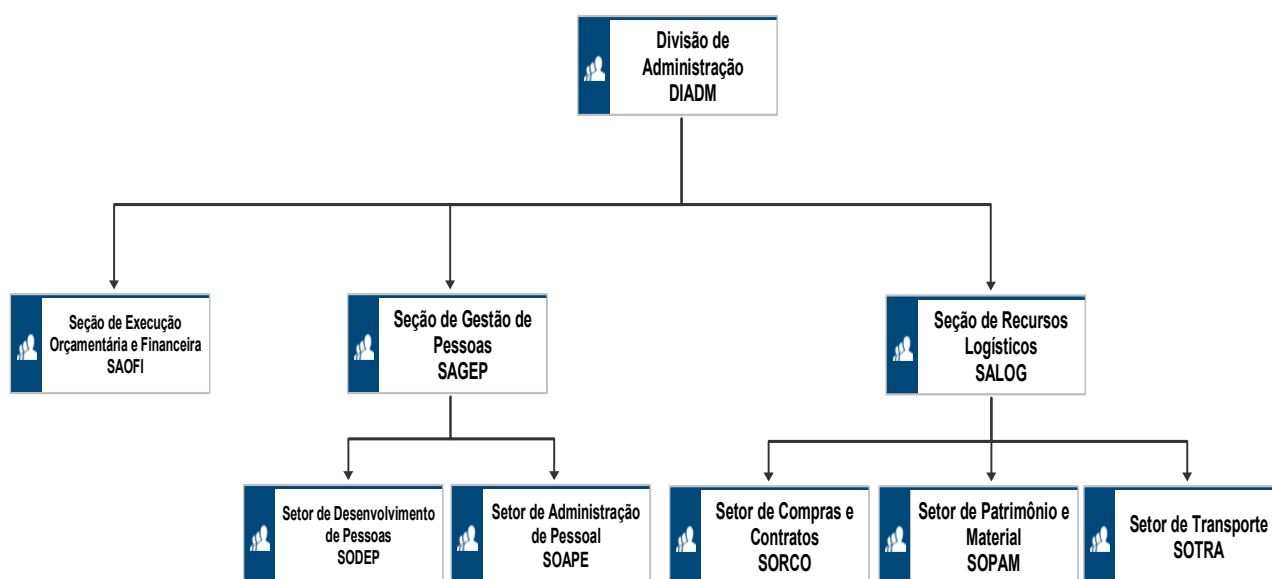 Divisão de
Administração
DIADM
Seção de Execução
Orçamentária e Financeira
SAOFI
Seção de Gestão de
Pessoas
SAGEP
Seção de Recursos
Logísticos
SALOG
Setor de Desenvolvimento
de Pessoas
SODEP
Setor de Administração
de Pessoal
SOAPE
Setor de Compras e
Contratos
SORCO
Setor de Patrimônio e
Material
SOPAM
Setor de Transporte
SOTRA